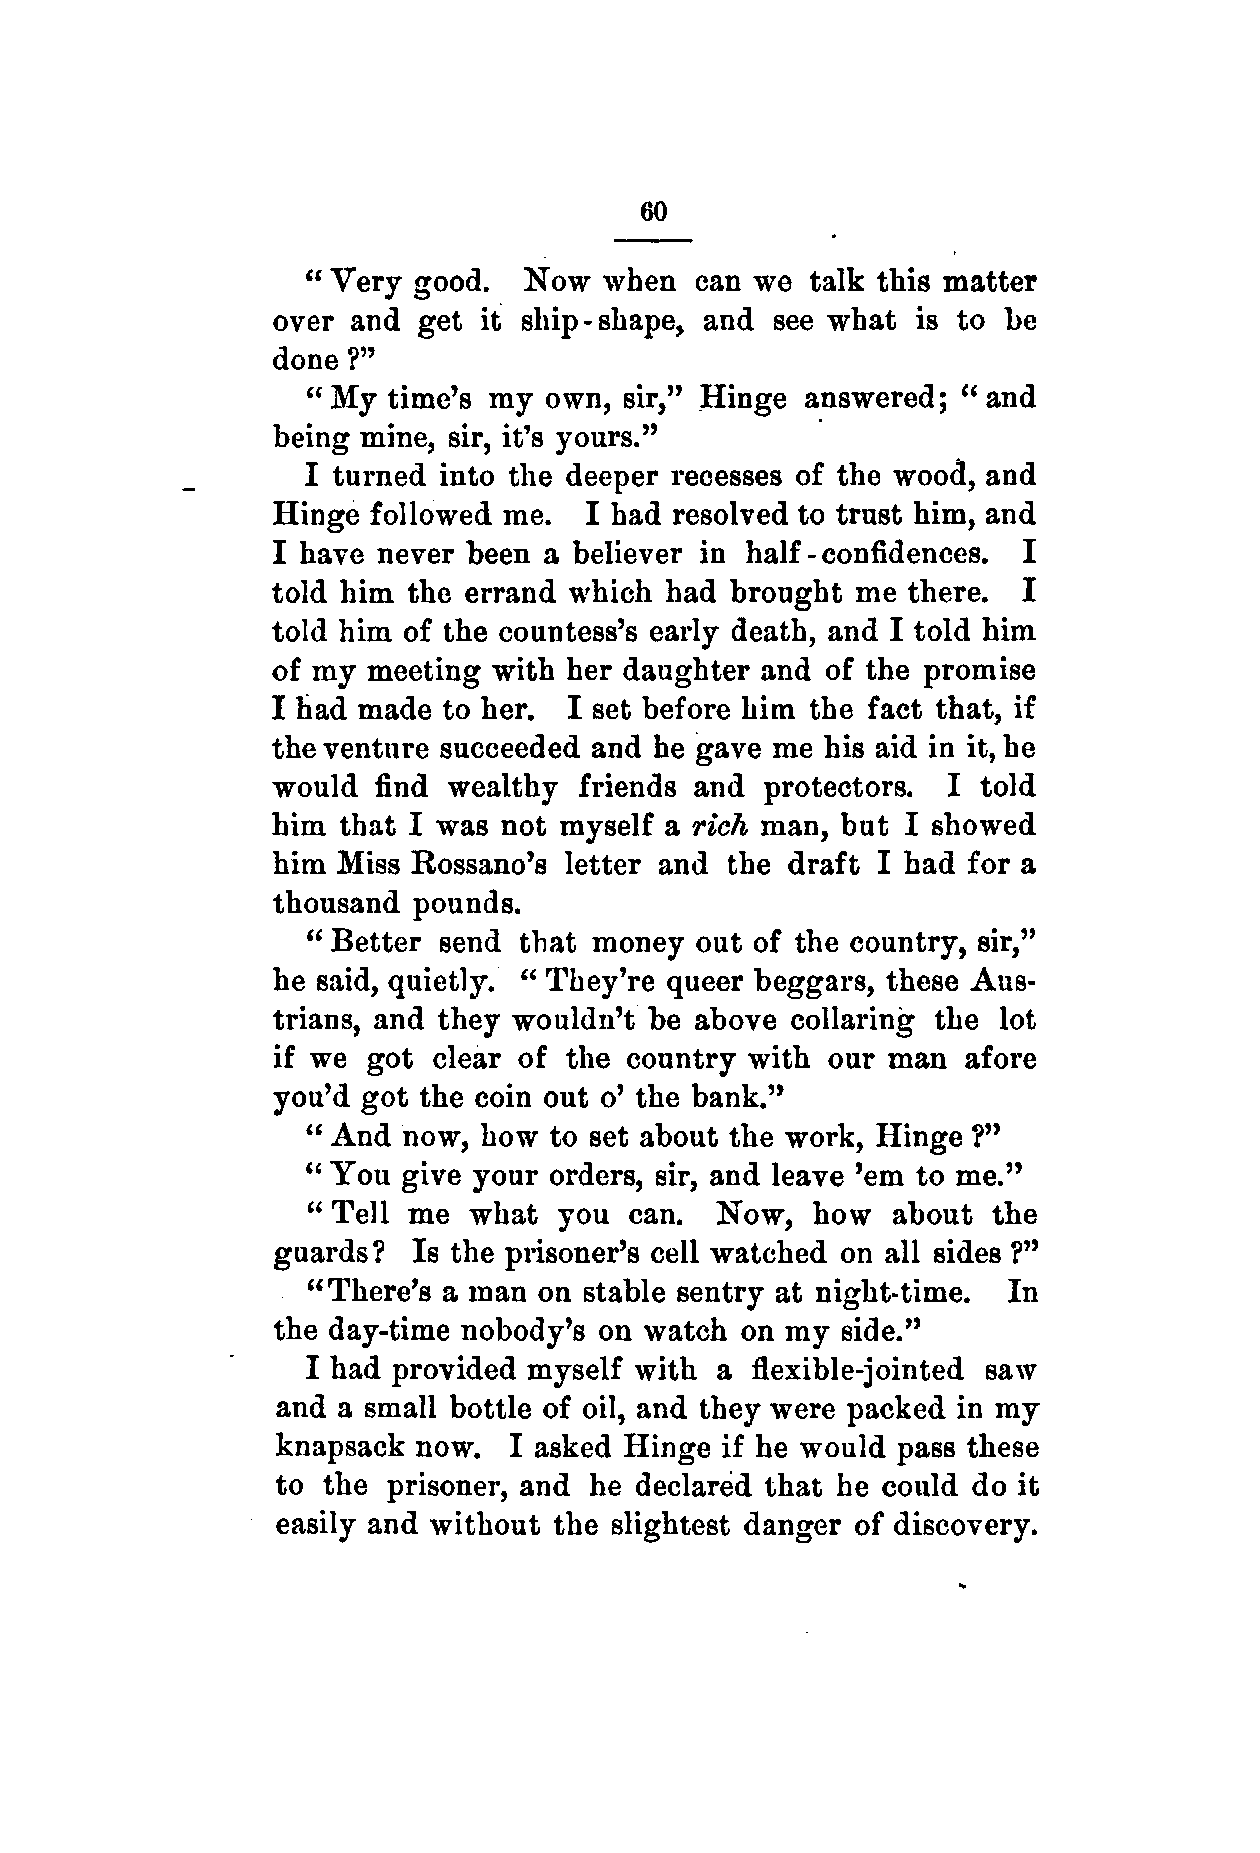 60
“Very good. Now when can we talk this matter
over and get it ship-shape, and see what is to be
done?”
“My time’s my own, sir,” Hinge answered; “and
being mine, sir, it’s yours.”
I turned into the deeper recesses of the wood, and
Hinge followed me. I had resolved to trust him, and
I have never been a believer in half-confidences. I
told him the errand which had brought me there. I
told him of the countess’s early death, and I told him
of my meeting with her daughter and of the promise
I had made to her. I set before him the fact that, if
the venture succeeded and he gave me his aid in it, he
would find wealthy friends and protectors. I told
him that I was not myself a rich man, but I showed
him Miss Rossano’s letter and the draft I had for a
thousand pounds.
“Better send that money out of the country, sir,”
he said, quietly. “They’re queer beggars, these Aus-
trians, and they wouldn’t be above collaring the lot
if we got clear of the country with our man afore
you’d got the coin out o’ the bank.”
“And now, how to set about the work, Hinge?”
“You give your orders, sir, and leave ’em to me.”
“Tell me what you can. Now, how about the
guards? Is the prisoner’s cell watched on all sides?”
“There’s a man on stable sentry at night-time. In
the day-time nobody’s on watch on my side.”
I had provided myself with a flexible-jointed saw
and a small bottle of oil, and they were packed in my
knapsack now. I asked Hinge if he would pass these
to the prisoner, and he declared that he could do it
easily and without the slightest danger of discovery.